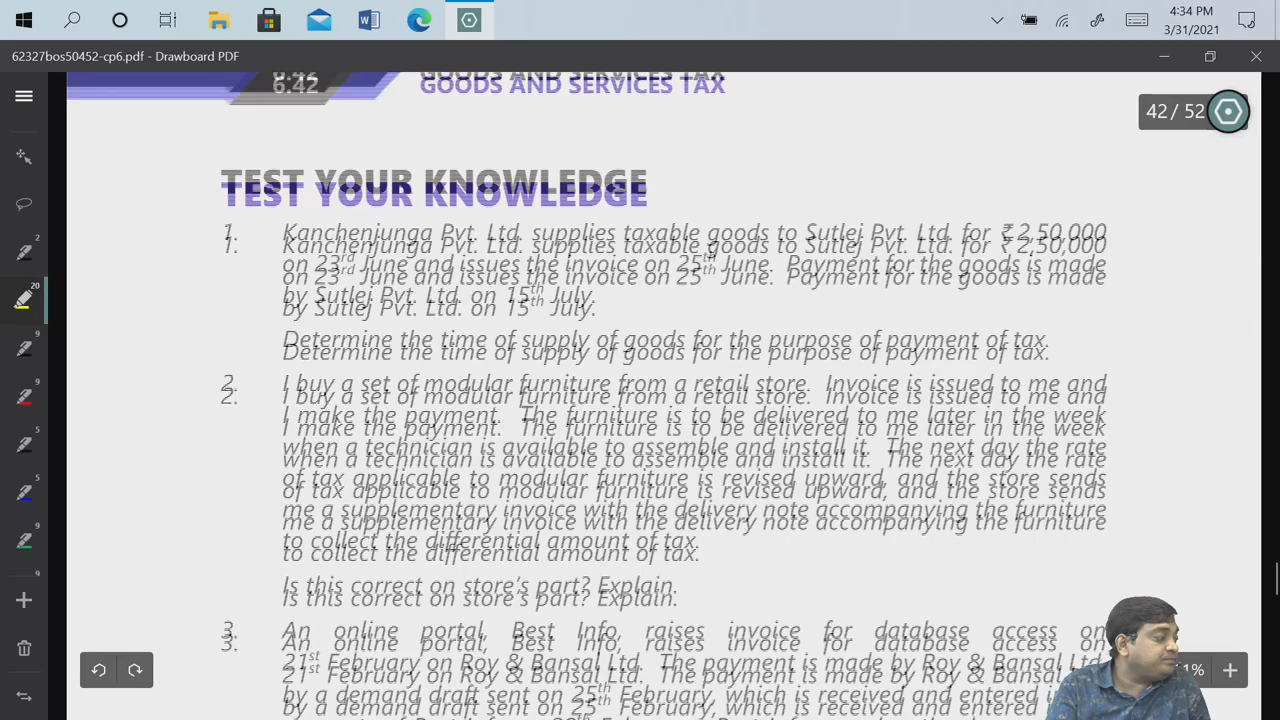 4:34 PM
3/31/2021
62327bos50452-cp6.pdf - Drawboard PDF
6.42 GOODS AND SERVICES TAX
42 / 52
TEST YOUR KNOWLEDGE
1. Kanchenjunga Pvt. Ltd. supplies taxable goods to Sutlej Pvt. Ltd. for ₹2,50,000
on 23rd June and issues the invoice on 25th June. Payment for the goods is made
by Sutlej Pvt. Ltd. on 15th July.
Determine the time of supply of goods for the purpose of payment of tax.
2. I buy a set of modular furniture from a retail store. Invoice is issued to me and
I make the payment. The furniture is to be delivered to me later in the week
when a technician is available to assemble and install it. The next day the rate
of tax applicable to modular furniture is revised upward, and the store sends
me a supplementary invoice with the delivery note accompanying the furniture
to collect the differential amount of tax.
Is this correct on store's part? Explain.
3. An online portal, Best Info, raises invoice for database access on
21st February on Roy & Bansal Ltd. The payment is made by Roy & Bansal Ltd.
by a demand draft sent on 25th February, which is received and entered
2
20
9
9
5
5
9
9